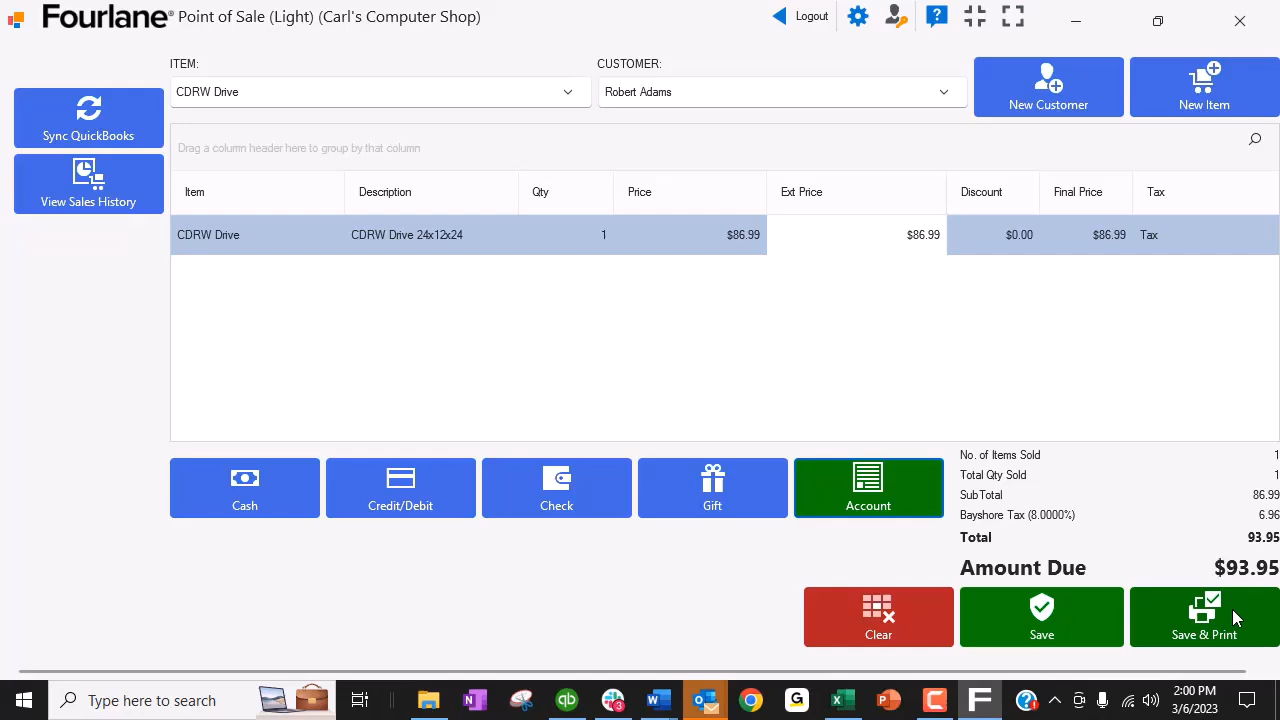 Fourlane® Point of Sale (Light) (Carl's Computer Shop)
Logout
ITEM:
CUSTOMER:
CDRW Drive
Robert Adams
New Customer
New Item
Sync QuickBooks
View Sales History
Drag a column header here to group by that column
Item Description Qty Price Ext Price Discount Final Price Tax
CDRW Drive CDRW Drive 24x12x24 1 $86.99 $86.99 $0.00 $86.99 Tax
Cash
Credit/Debit
Check
Gift
Account
No. of Items Sold 1
Total Qty Sold 1
SubTotal 86.99
Bayshore Tax (8.0000%) 6.96
Total 93.95
Amount Due $93.95
Clear
Save
Save & Print
Type here to search
2:00 PM
3/6/2023